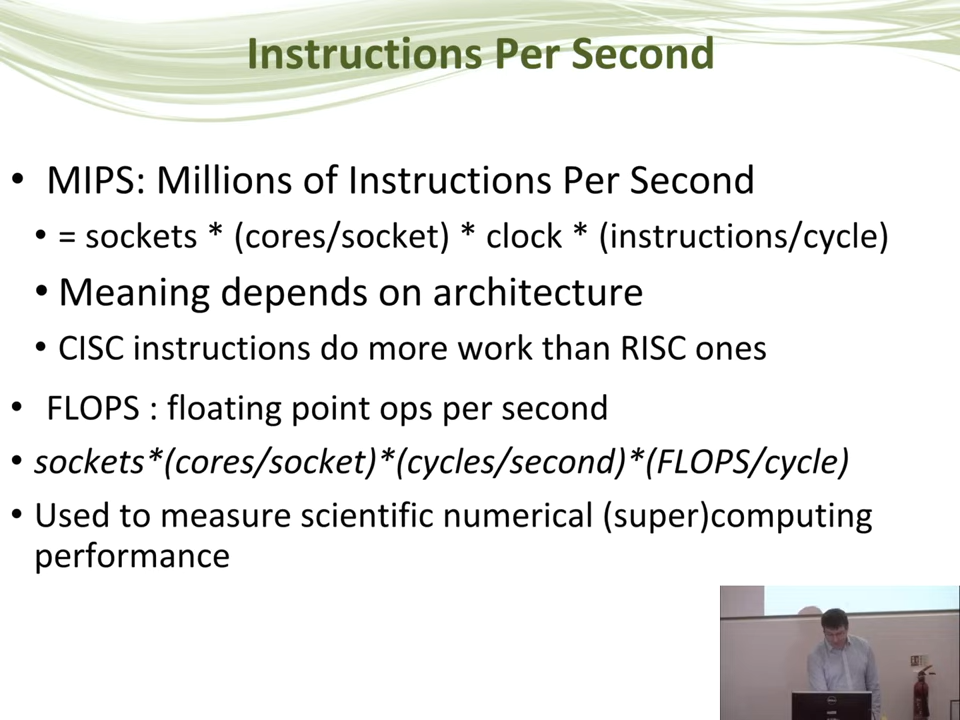 Instructions Per Second
• MIPS: Millions of Instructions Per Second
• = sockets * (cores/socket) * clock * (instructions/cycle)
• Meaning depends on architecture
• CISC instructions do more work than RISC ones
• FLOPS : floating point ops per second
• sockets*(cores/socket)*(cycles/second)*(FLOPS/cycle)
• Used to measure scientific numerical (super)computing
performance